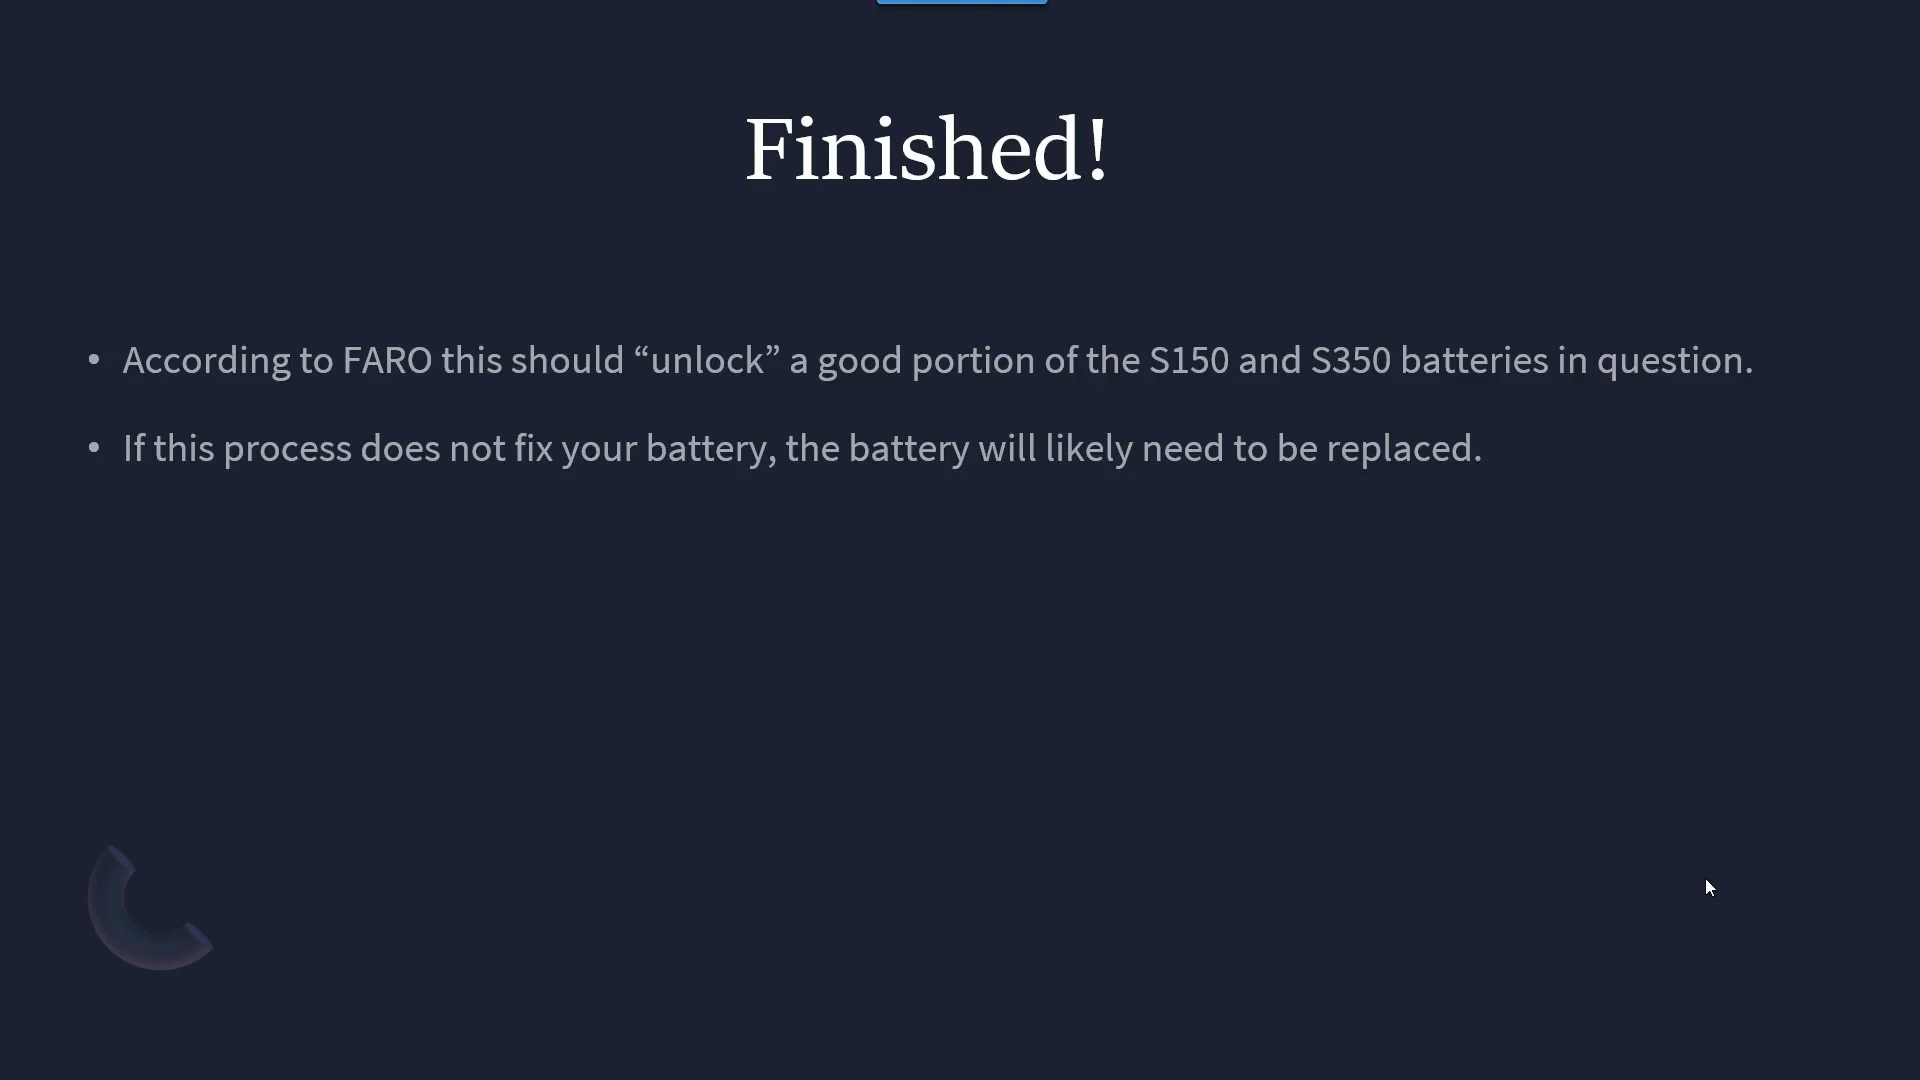 Finished!
• According to FARO this should “unlock” a good portion of the S150 and S350 batteries in question.
• If this process does not fix your battery, the battery will likely need to be replaced.